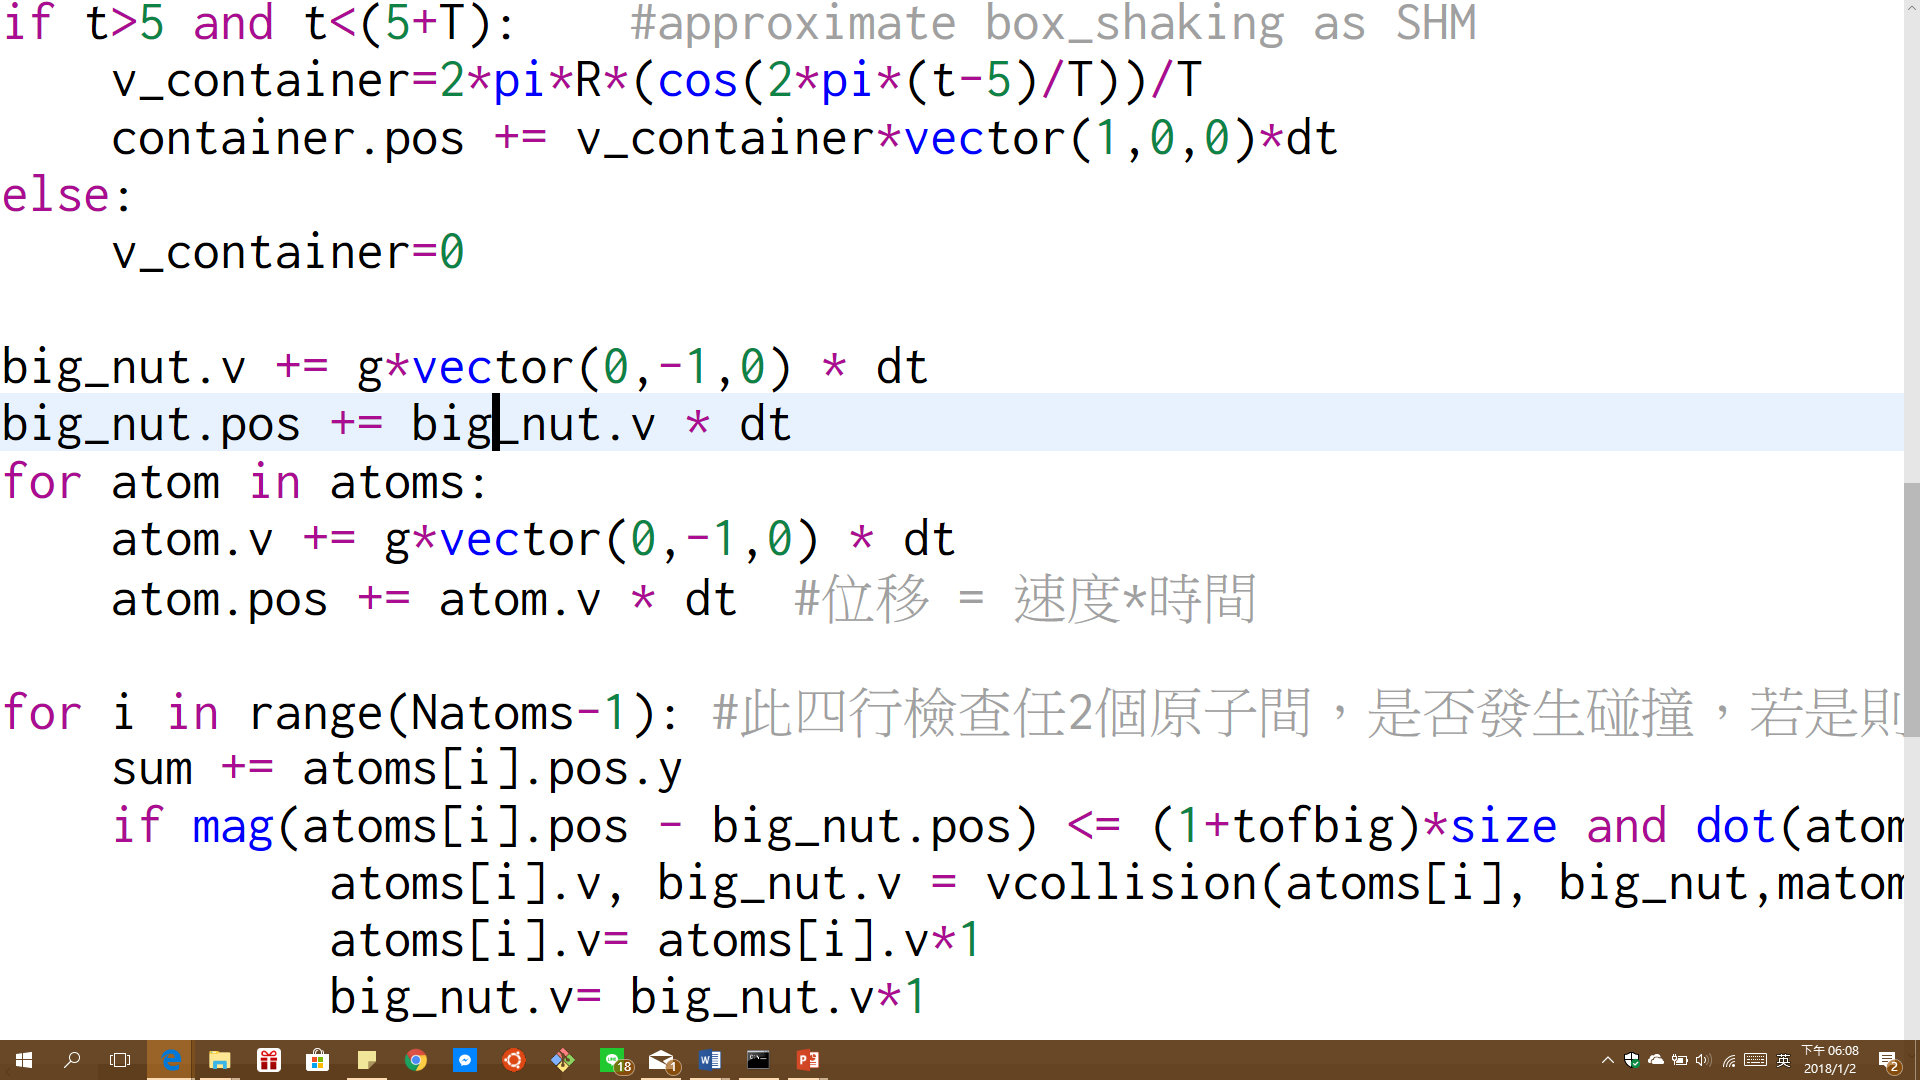 if t>5 and t<(5+T):    #approximate box_shaking as SHM
    v_container=2*pi*R*(cos(2*pi*(t-5)/T))/T
    container.pos += v_container*vector(1,0,0)*dt
else:
    v_container=0
big_nut.v += g*vector(0,-1,0) * dt
big_nut.pos += big_nut.v * dt
for atom in atoms:
    atom.v += g*vector(0,-1,0) * dt
    atom.pos += atom.v * dt  #位移 = 速度*時間
for i in range(Natoms-1): #此四行檢查任2個原子間，是否發生碰撞，若是則
    sum += atoms[i].pos.y
    if mag(atoms[i].pos - big_nut.pos) <= (1+tofbig)*size and dot(atom
            atoms[i].v, big_nut.v = vcollision(atoms[i], big_nut,matom
            atoms[i].v= atoms[i].v*1
            big_nut.v= big_nut.v*1
18
1
英
下午 06:08
2018/1/2
2